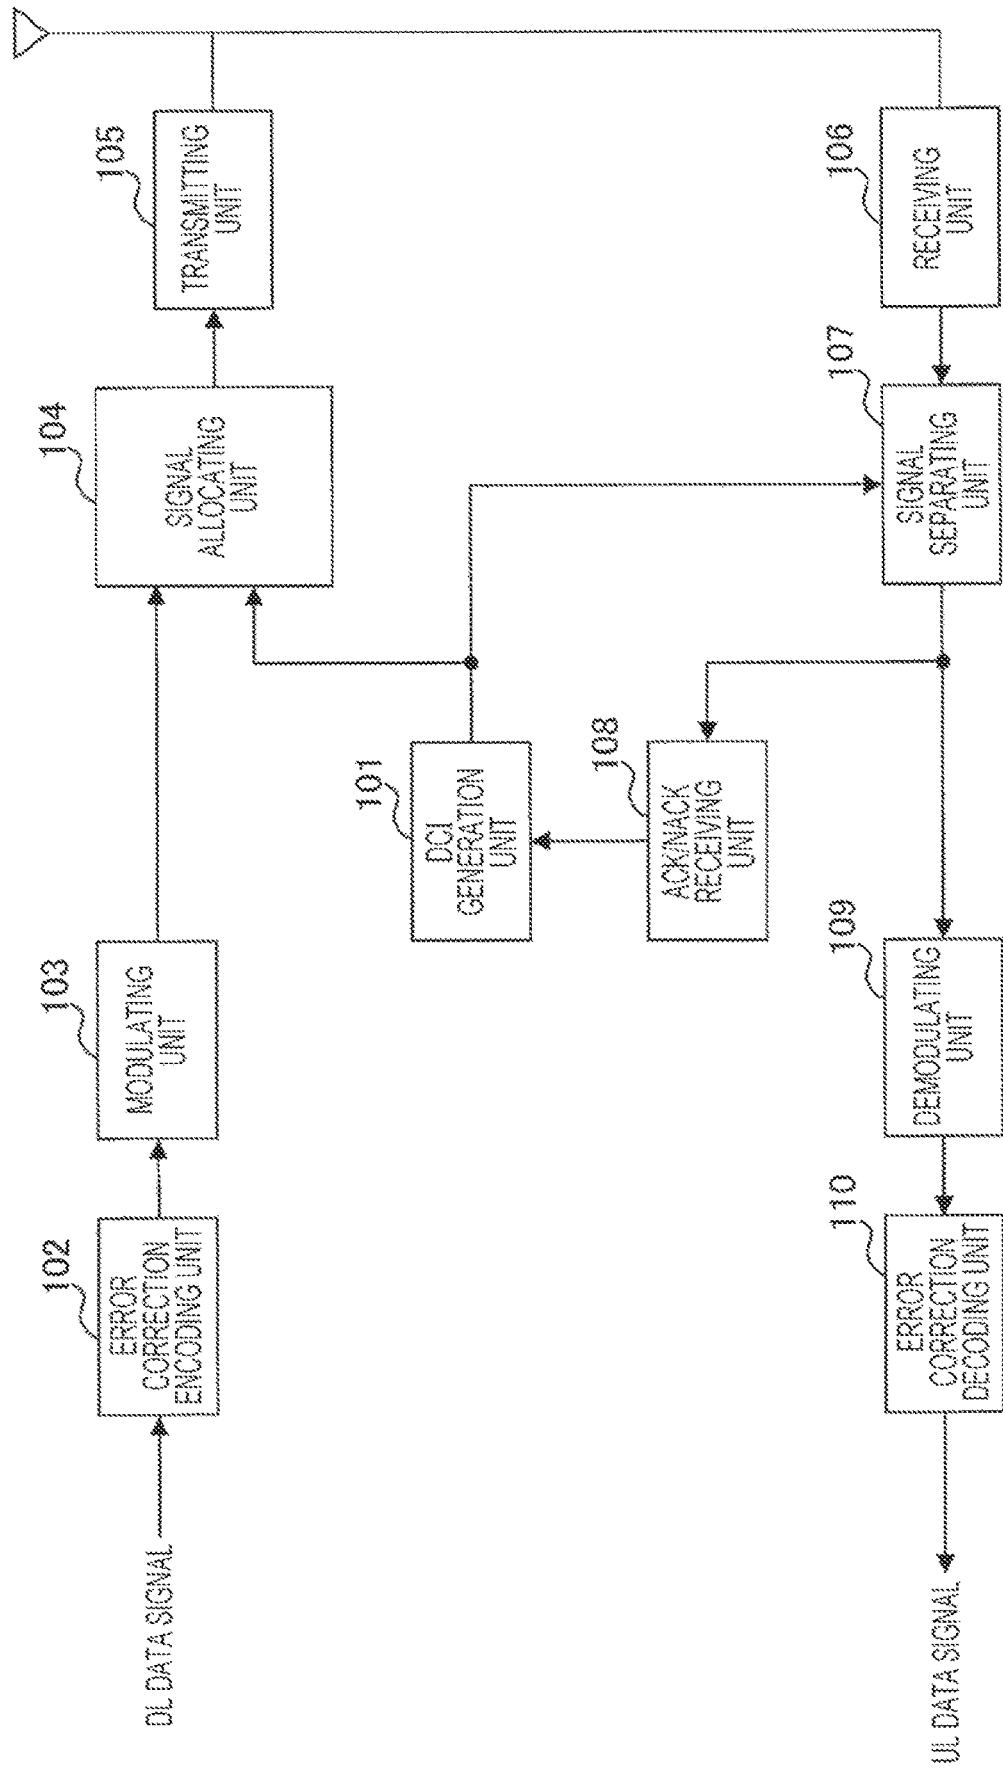 DL DATA SIGNAL
102
ERROR
CORRECTION
ENCODING UNIT
103
MODULATING
UNIT
104
SIGNAL
ALLOCATING
UNIT
105
TRANSMITTING
UNIT
101
DCI
GENERATION
UNIT
108
ACK/NACK
RECEIVING
UNIT
UL DATA SIGNAL
110
ERROR
CORRECTION
DECODING UNIT
109
DEMODULATING
UNIT
107
SIGNAL
SEPARATING
UNIT
106
RECEIVING
UNIT